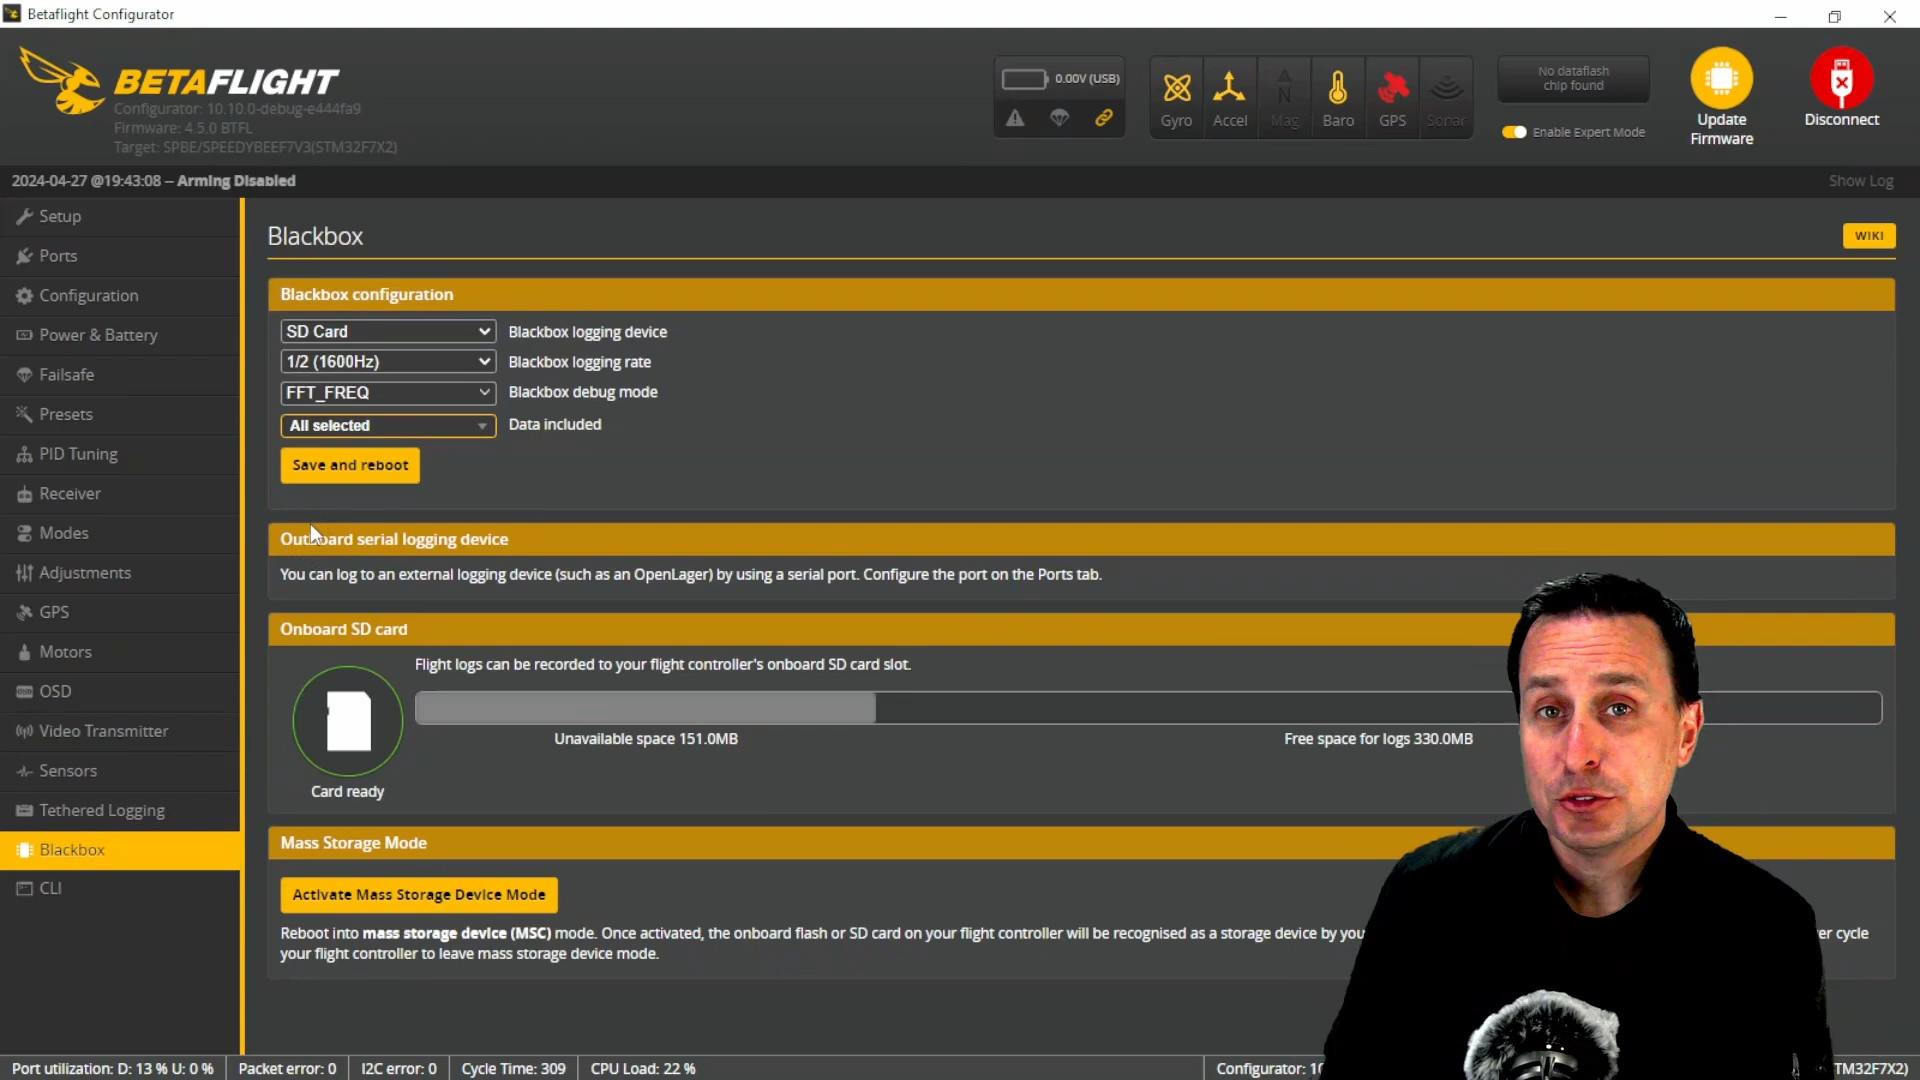 Betaflight Configurator
BETAFLIGHT
Configurator: 10.10.0-debug-e444fa9
Firmware: 4.5.0 BTFL
Target: SPBE/SPEEDYBEEF7V3(STM32F7X2)
0.00V (USB)
Gyro
Accel
Mag
Baro
GPS
Sonar
No dataflash
chip found
Enable Expert Mode
Update
Firmware
Disconnect
2024-04-27 @19:43:08 – Arming Disabled
Show Log
Setup
Ports
Configuration
Power & Battery
Failsafe
Presets
PID Tuning
Receiver
Modes
Adjustments
GPS
Motors
OSD
Video Transmitter
Sensors
Tethered Logging
Blackbox
CLI
Blackbox
WIKI
Blackbox configuration
SD Card Blackbox logging device
1/2 (1600Hz) Blackbox logging rate
FFT_FREQ Blackbox debug mode
All selected Data included
Save and reboot
serial logging device
You can log to an external logging device (such as an OpenLager) by using a serial port. Configure the port on the Ports tab.
Onboard SD card
Flight logs can be recorded to your flight controller's onboard SD card slot.
Unavailable space 151.0MB
Free space for logs 330.0MB
Card ready
Mass Storage Mode
Activate Mass Storage Device Mode
Reboot into mass storage device (MSC) mode. Once activated, the onboard flash or SD card on your flight controller will be recognised as a storage device by cycle
your flight controller to leave mass storage device mode.
Port utilization: D: 13 % U: 0 %
Packet error: 0
I2C error: 0
Cycle Time: 309
CPU Load: 22 %
Configurator: